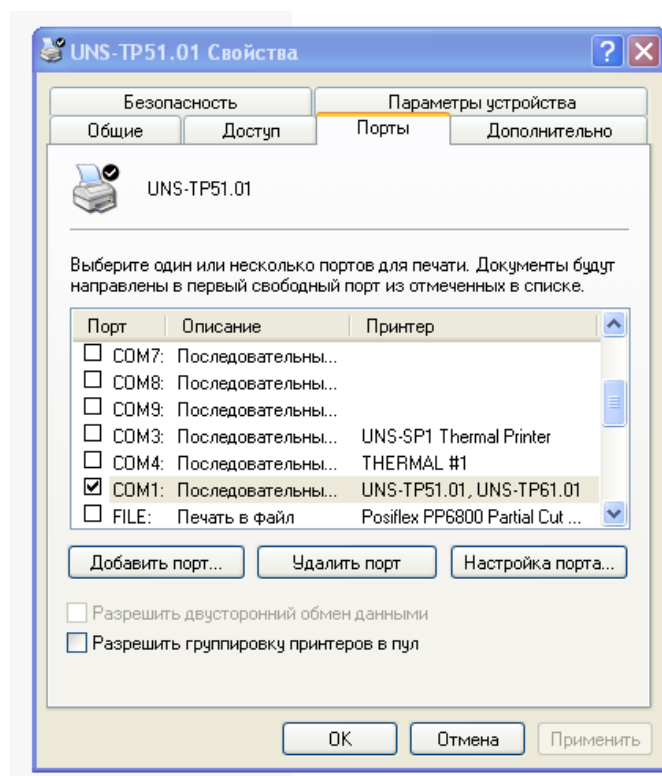 UNS-TP51.01 Свойства
Безопасность Параметры устройства
Общие Доступ Порты Дополнительно
UNS-TP51.01
Выберите один или несколько портов для печати. Документы будут
направлены в первый свободный порт из отмеченных в списке.
Порт Описание Принтер
COM7: Последовательны...
COM8: Последовательны...
COM9: Последовательны...
COM3: Последовательны... UNS-SP1 Thermal Printer
COM4: Последовательны... THERMAL #1
COM1: Последовательны... UNS-TP51.01, UNS-TP61.01
FILE: Печать в файл Posiflex PP6800 Partial Cut ...
Добавить порт... Удалить порт Настройка порта...
Разрешить двусторонний обмен данными
Разрешить группировку принтеров в пул
OK Отмена Применить